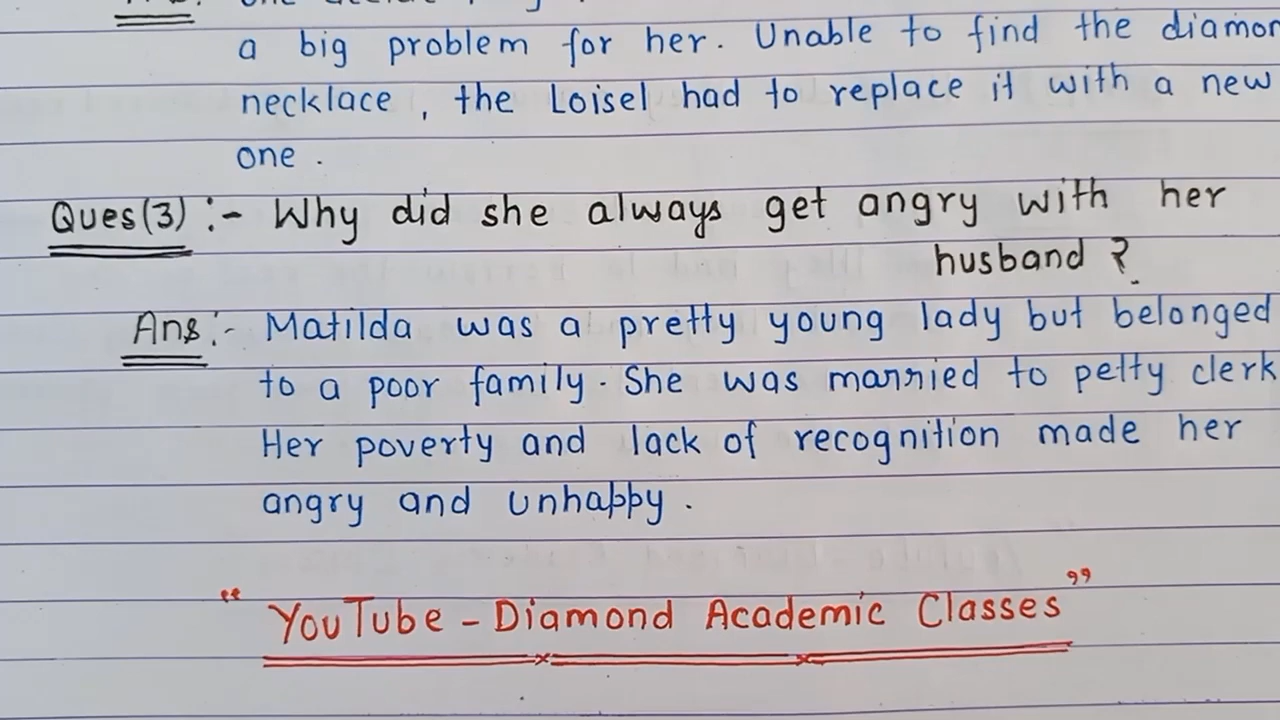 a big problem for her. Unable to find the diamon
necklace, the Loisel had to replace it with a new
one.
Ques(3) :- Why did she always get angry with her
husband ?
Ans :- Matilda was a pretty young lady but belonged
to a poor family. She was married to petty clerk
Her poverty and lack of recognition made her
angry and unhappy.
"YouTube - Diamond Academic Classes"